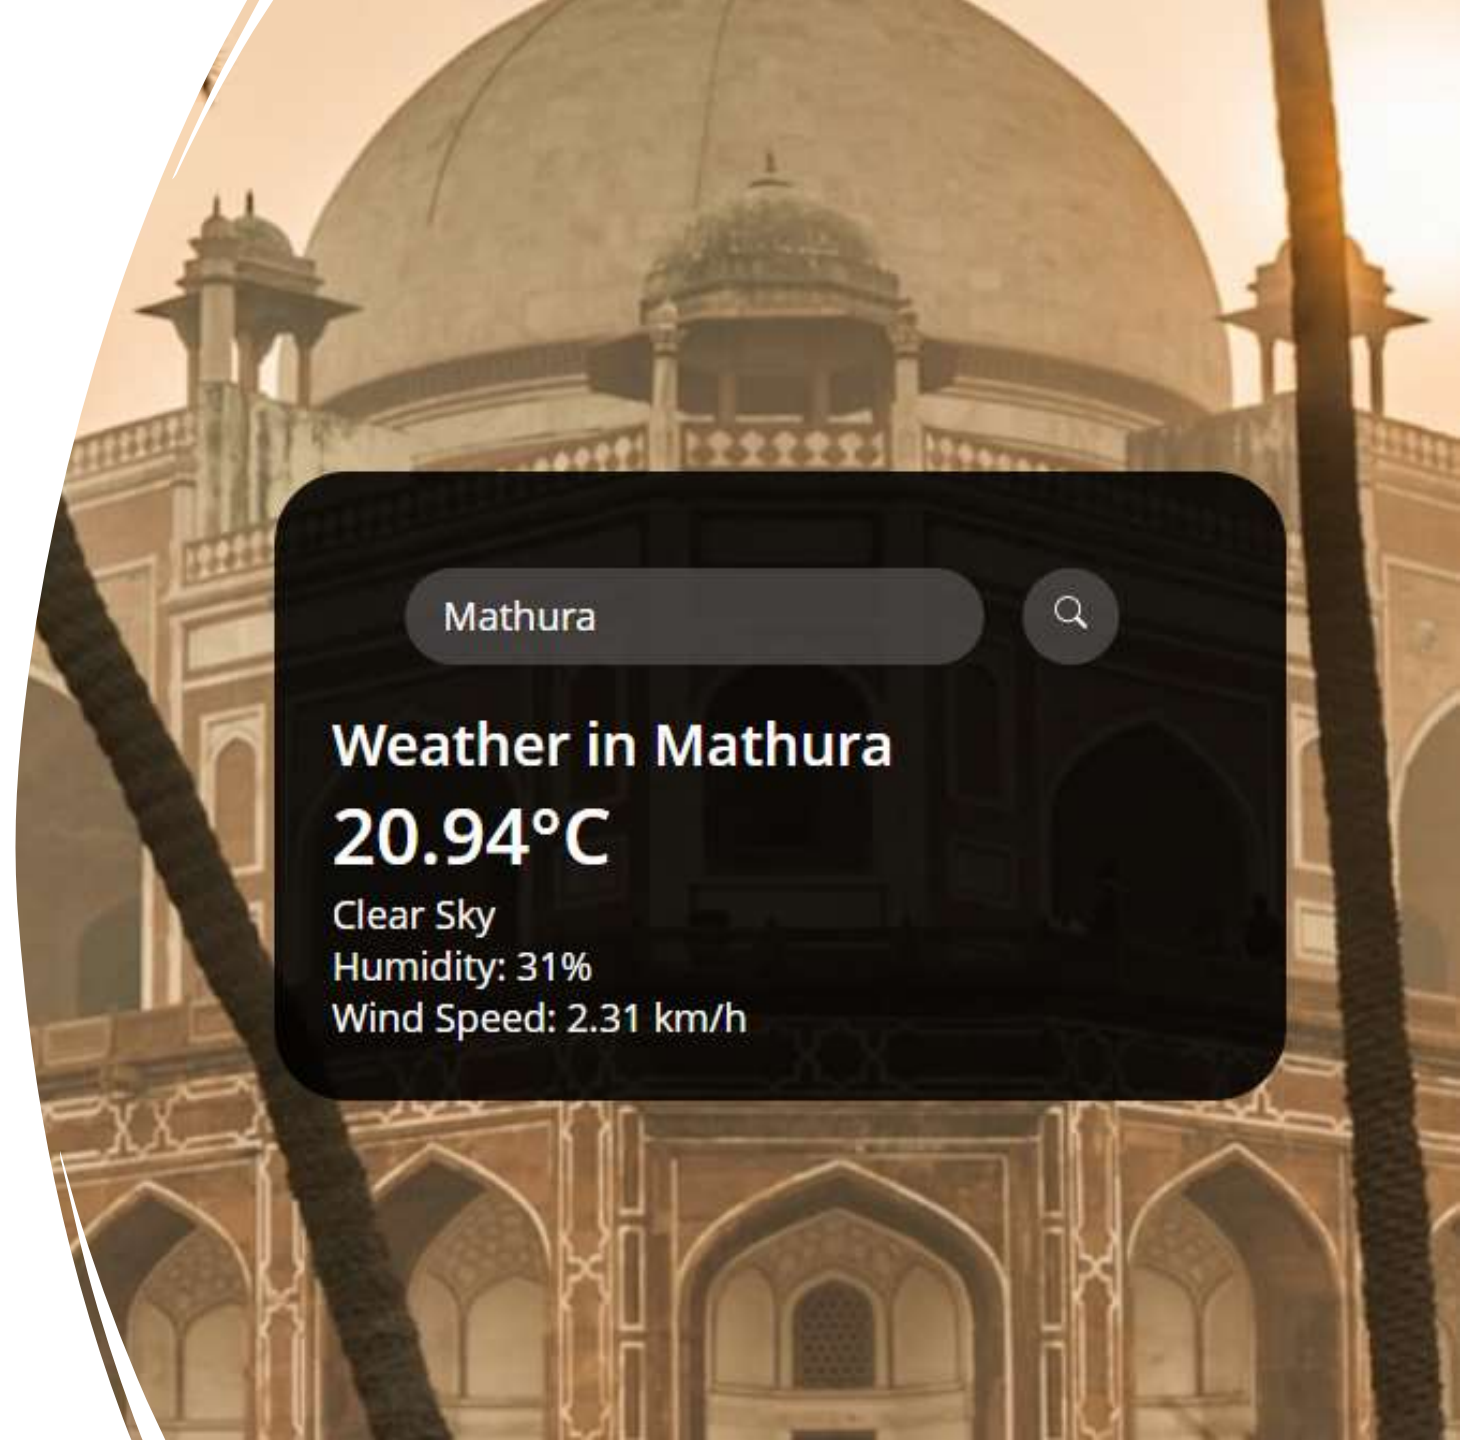 Mathura
Weather in Mathura
20.94°C
Clear Sky
Humidity: 31%
Wind Speed: 2.31 km/h